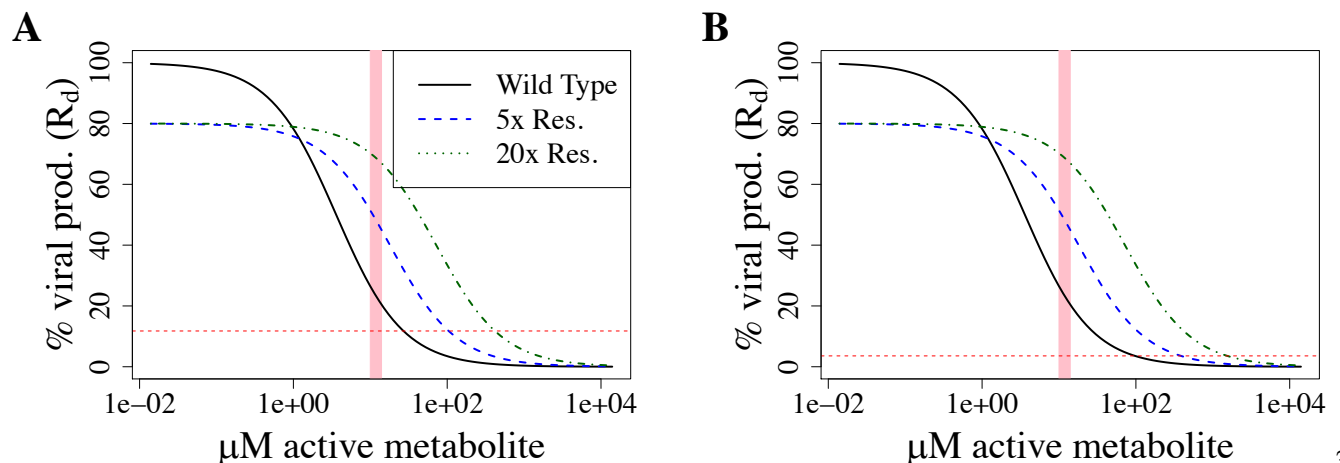 A
% viral prod. (Rd)
100
80
60
40
20
0
Wild Type
5x Res.
20x Res.
1e-02 1e+00 1e+02 1e+04
μM active metabolite
B
% viral prod. (Rd)
100
80
60
40
20
0
1e-02 1e+00 1e+02 1e+04
μM active metabolite